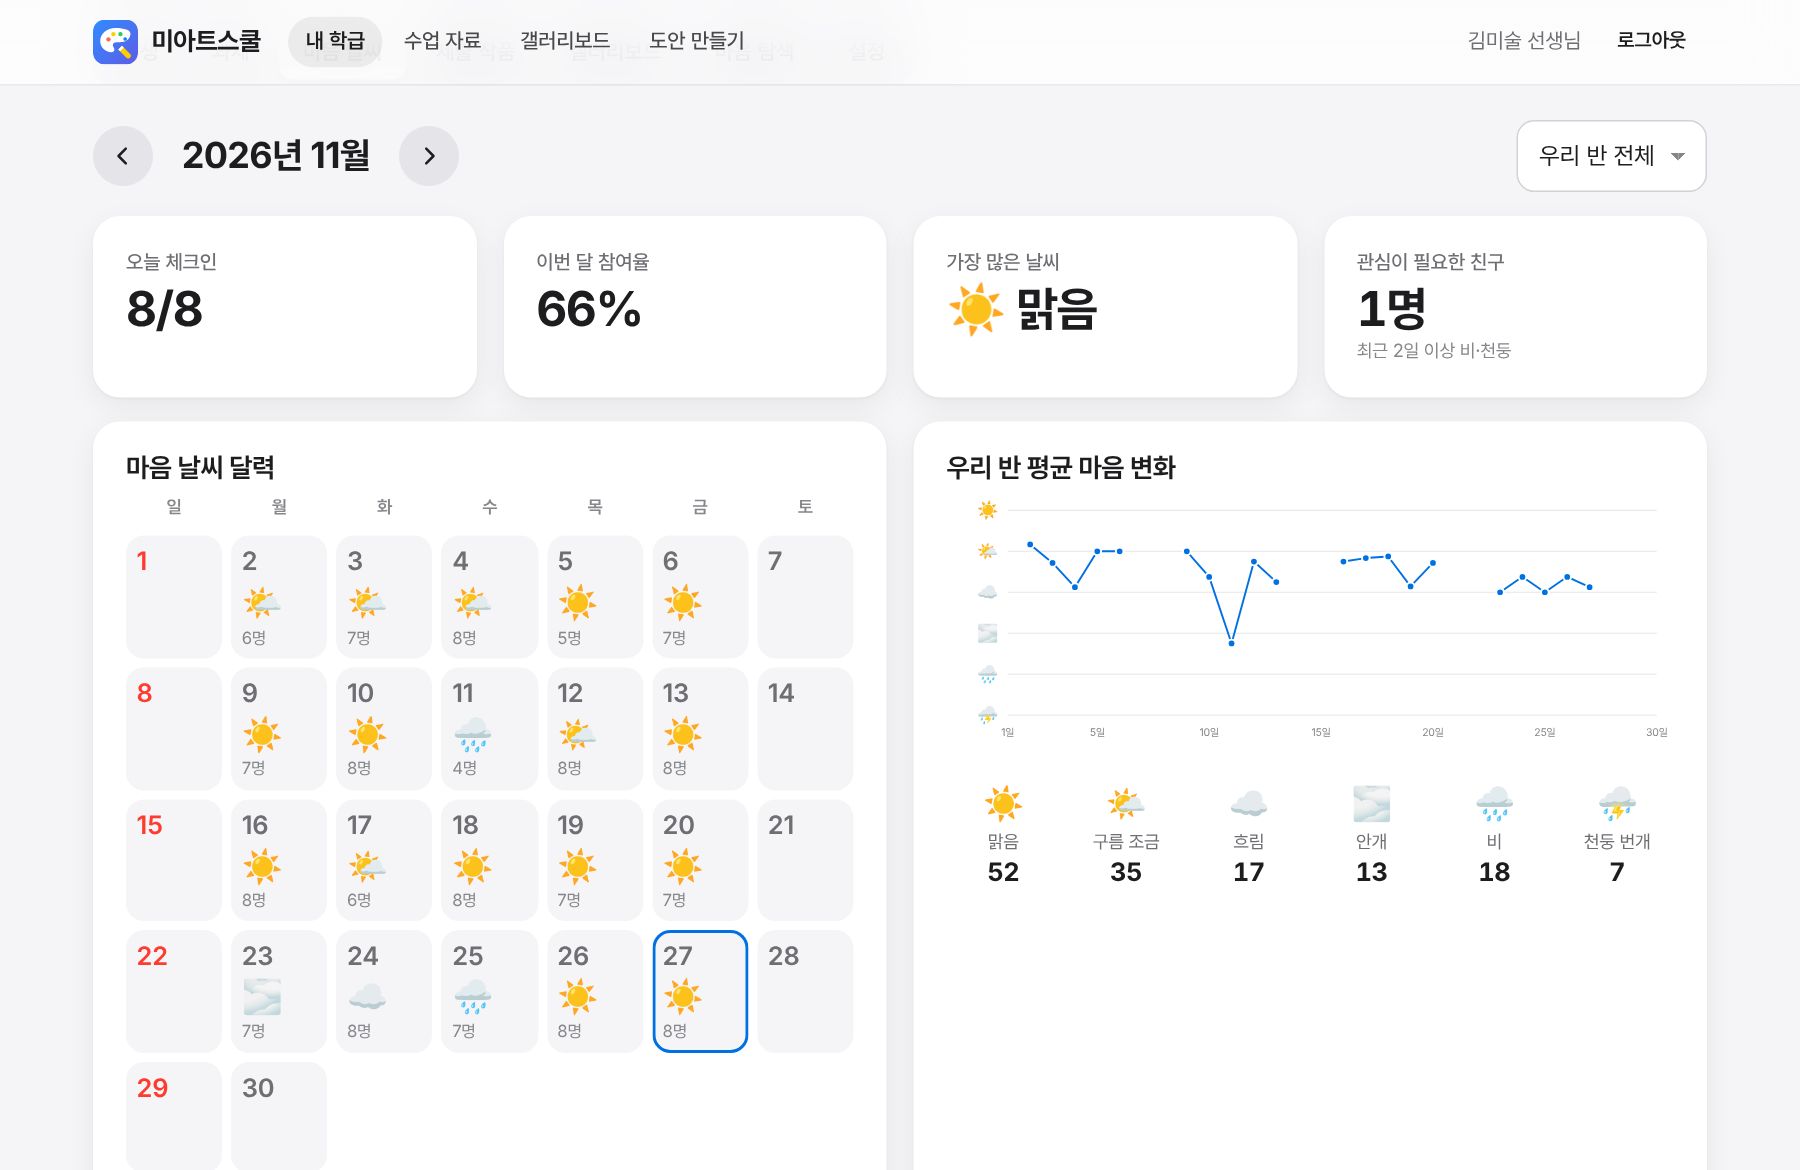 미아트스쿨 내 학급 수업 자료 갤러리보드 도안 만들기 김미술 선생님 로그아웃
2026년 11월 우리 반 전체
오늘 체크인
8/8
이번 달 참여율
66%
가장 많은 날씨
맑음
관심이 필요한 친구
1명
최근 2일 이상 비·천둥
마음 날씨 달력
일 월 화 수 목 금 토
1 2 3 4 5 6 7
6명 7명 8명 5명 7명
8 9 10 11 12 13 14
7명 8명 4명 8명 8명
15 16 17 18 19 20 21
8명 6명 8명 7명 7명
22 23 24 25 26 27 28
7명 8명 7명 8명 8명
29 30
우리 반 평균 마음 변화
1일 5일 10일 15일 20일 25일 30일
맑음 구름 조금 흐림 안개 비 천둥 번개
52 35 17 13 18 7